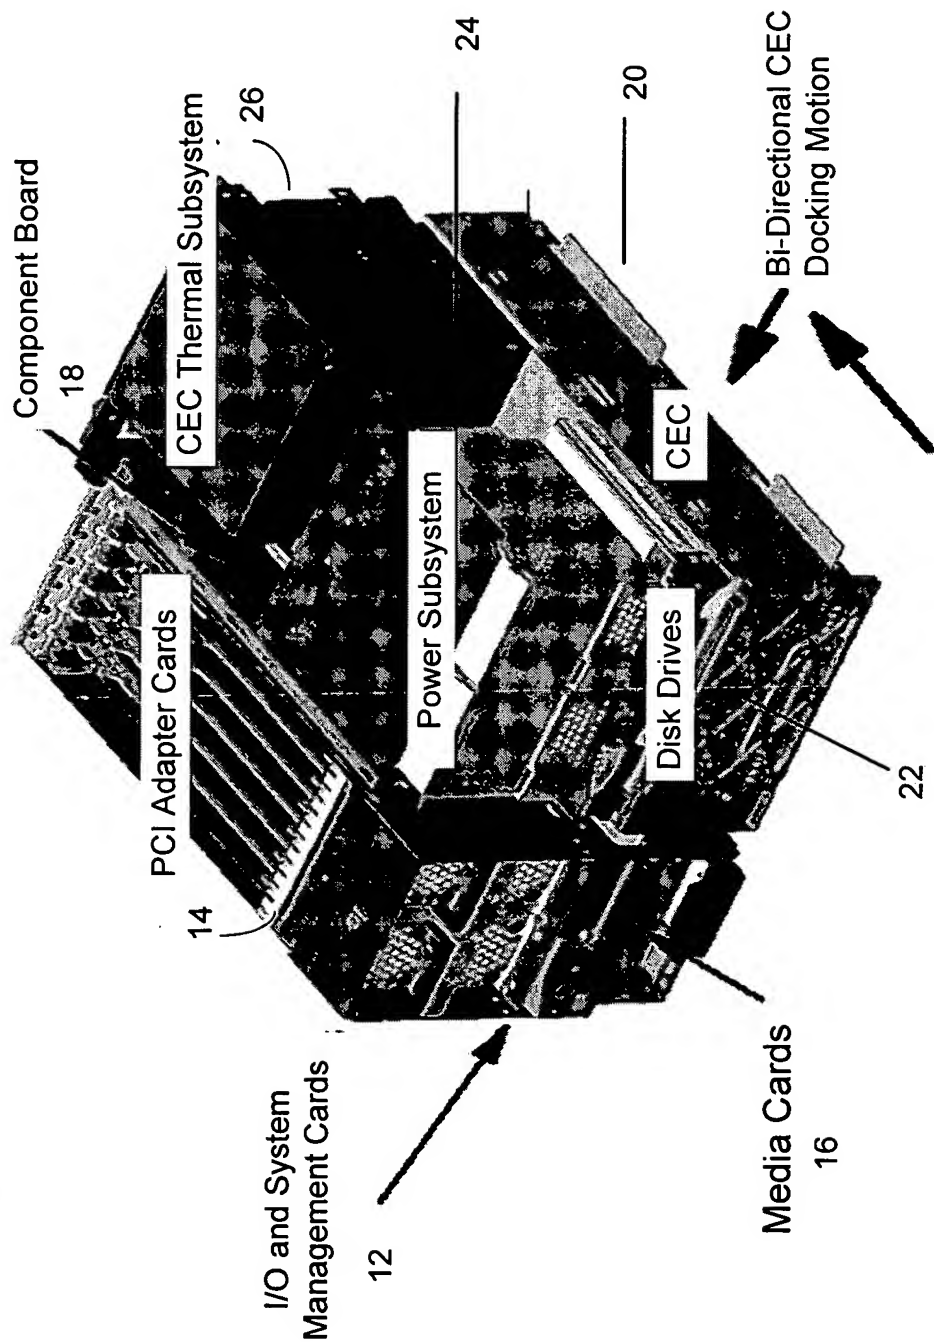 Component Board
18
CEC Thermal Subsystem
26
24
20
PCI Adapter Cards
14
Power Subsystem
CEC
Bi-Directional CEC
Docking Motion
Disk Drives
22
I/O and System
Management Cards
12
Media Cards
16